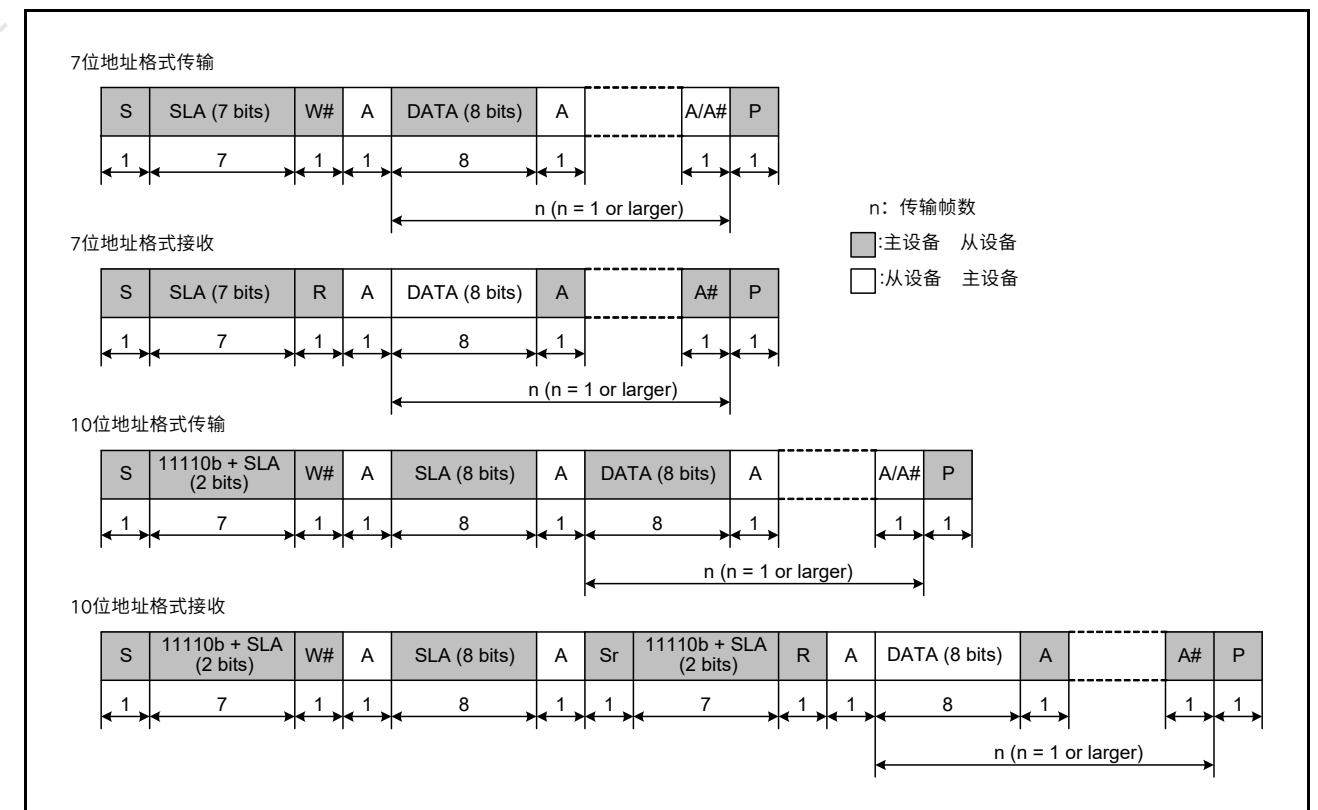 7位地址格式传输
S SLA (7 bits) W# A DATA (8 bits) A A/A# P
1 7 1 1 8 1 1 1
n (n = 1 or larger)
n：传输帧数
:主设备 从设备
:从设备 主设备
7位地址格式接收
S SLA (7 bits) R A DATA (8 bits) A A# P
1 7 1 1 8 1 1 1
n (n = 1 or larger)
10位地址格式传输
S 11110b + SLA (2 bits) W# A SLA (8 bits) A DATA (8 bits) A A/A# P
1 7 1 1 8 1 8 1 1 1
n (n = 1 or larger)
10位地址格式接收
S 11110b + SLA (2 bits) W# A SLA (8 bits) A Sr 11110b + SLA (2 bits) R A DATA (8 bits) A A# P
1 7 1 1 8 1 1 7 1 1 8 1 1 1
n (n = 1 or larger)